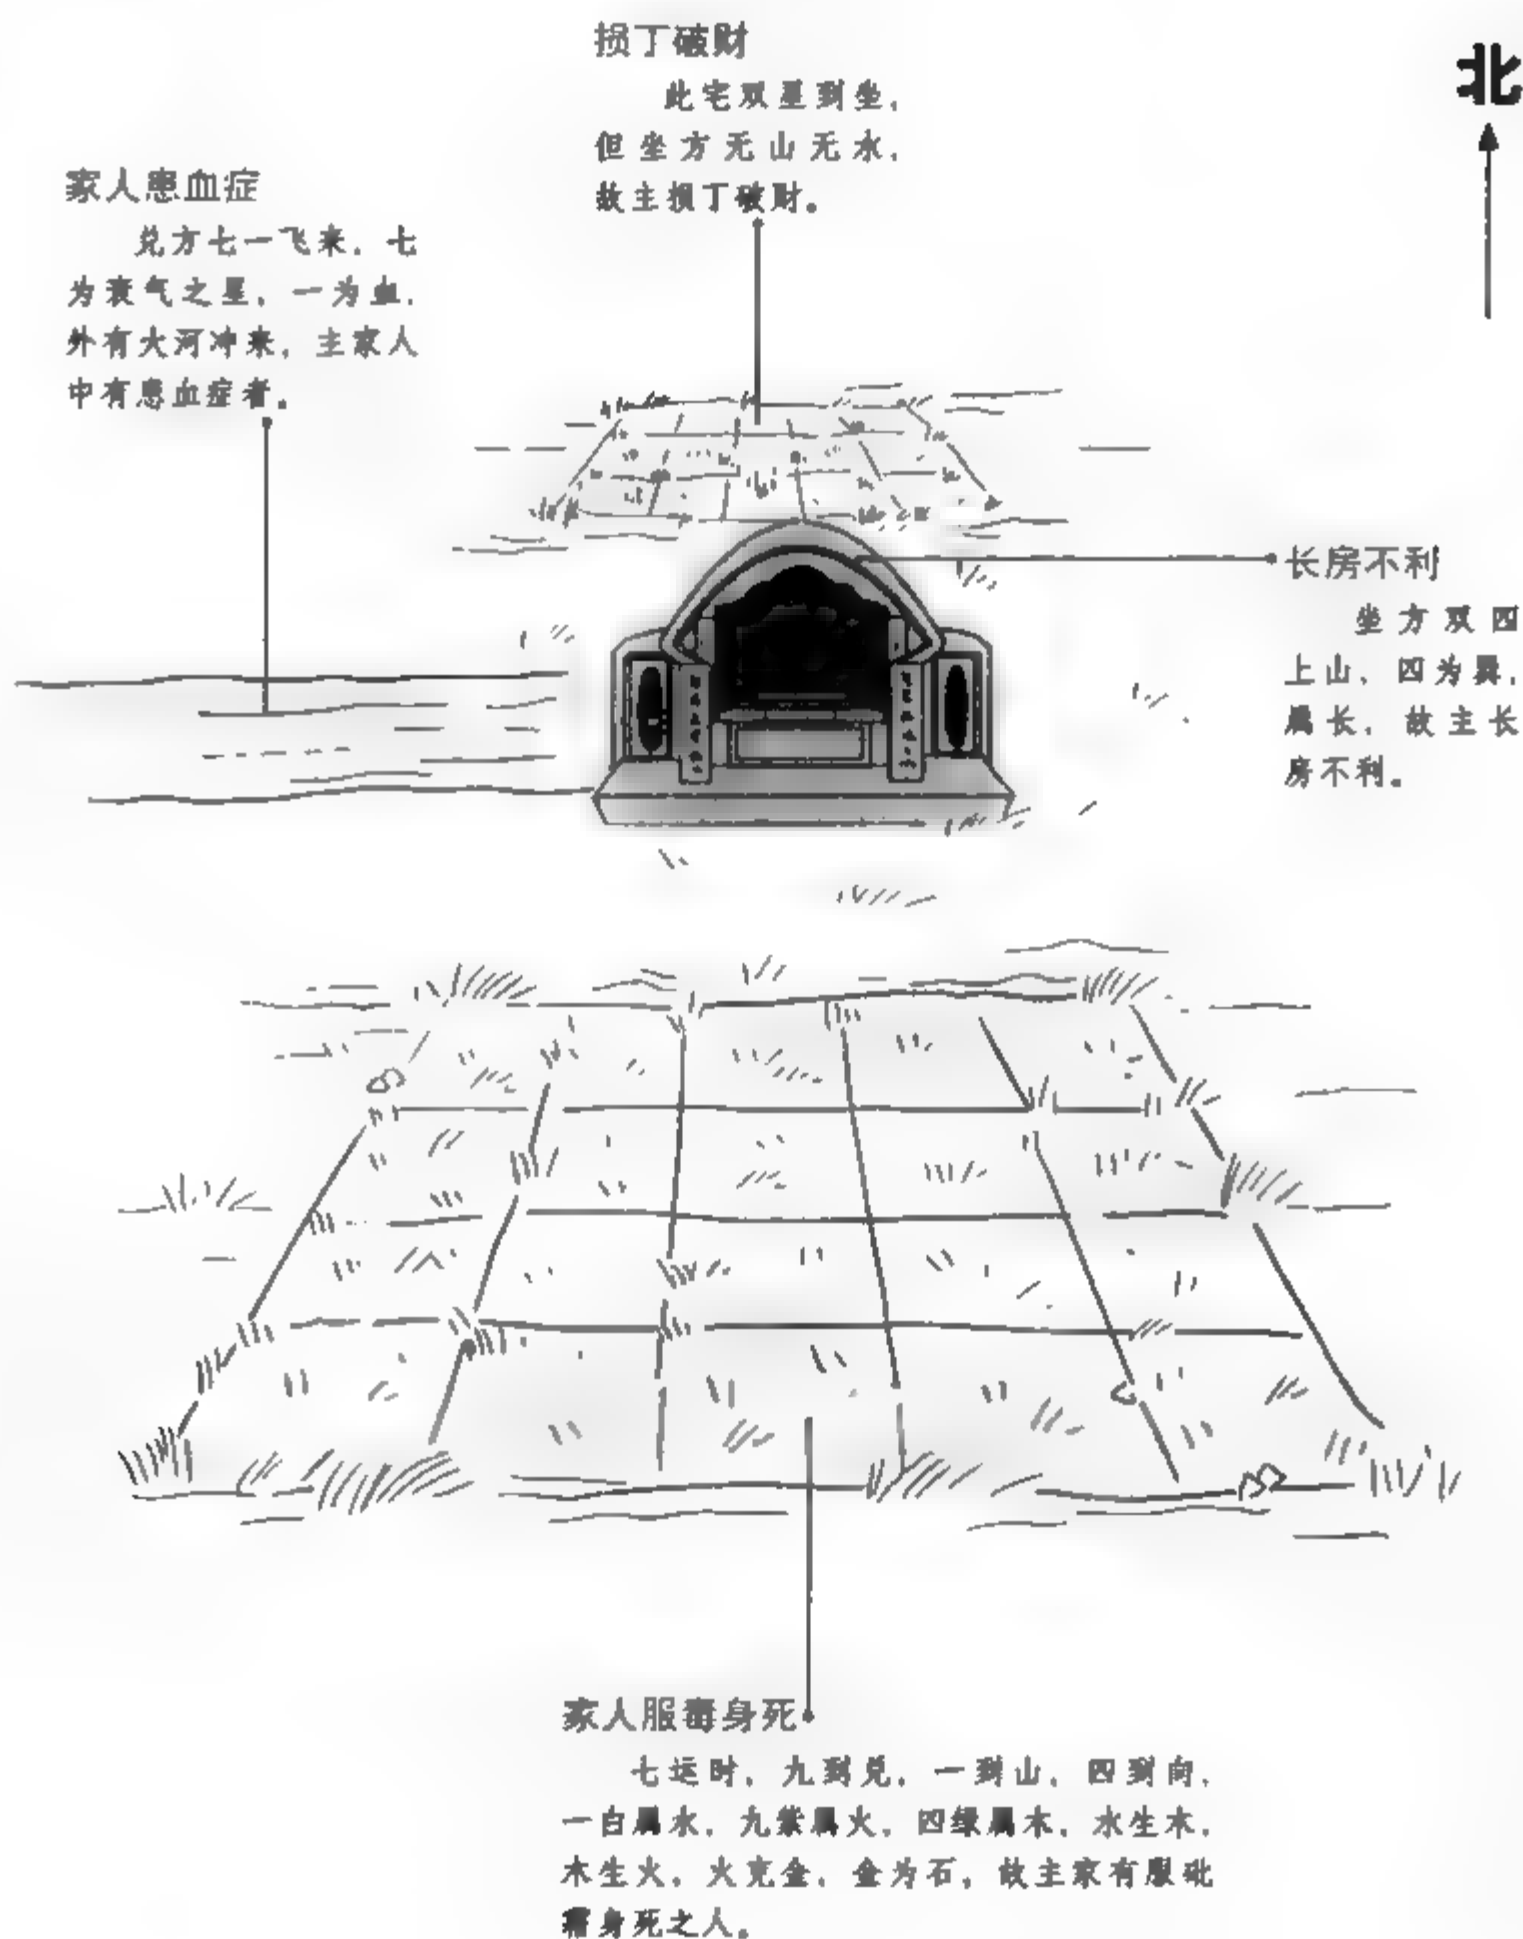 损丁破财
此宅双星到坐,
但坐方无山无水,
故主损丁破财。
北
家人患血症
兑方七一飞来,七
为衰气之星,一为血,
外有大河冲来,主家人
中有患血症者。
长房不利
坐方双四
上山,四为巽,
属长,故主长
房不利。
家人服毒身死
七运时,九到兑,一到山,四到向,
一白属水,九紫属火,四绿属木,水生木,
木生火,火克金,金为石,故主家有服砒
霜身死之人。